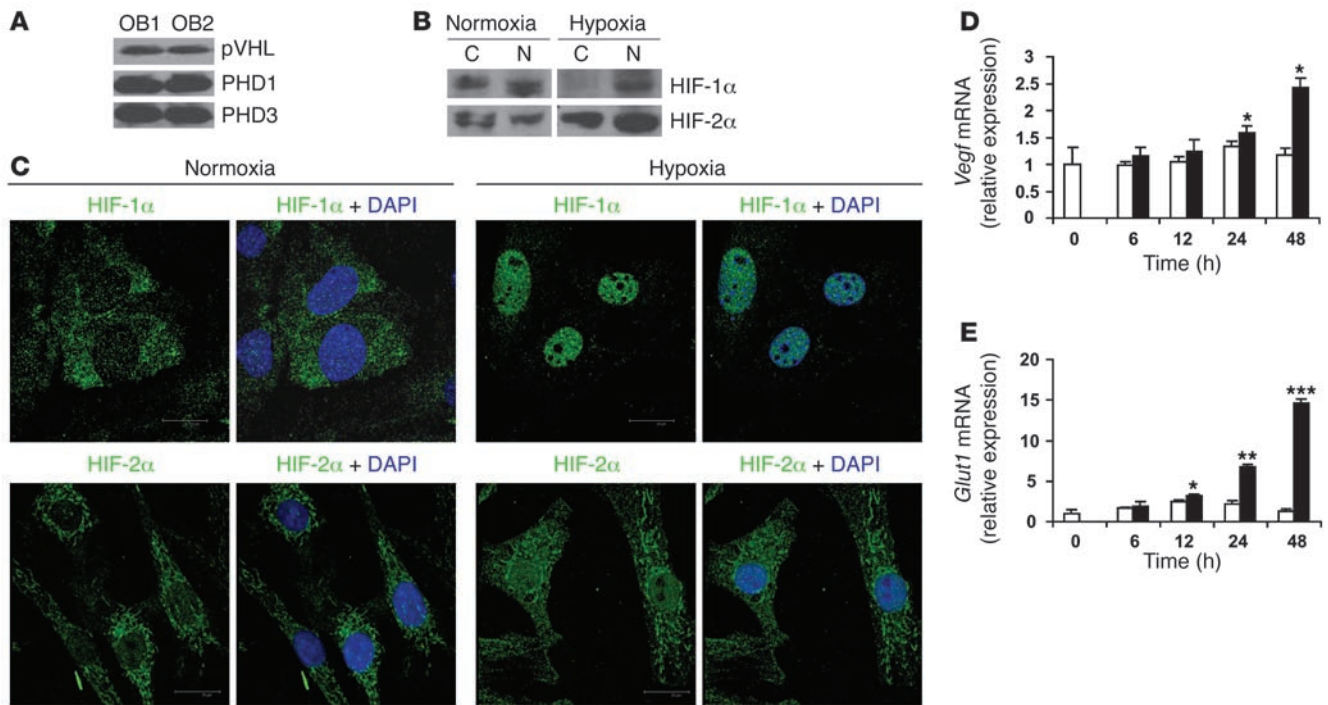 A
OB1 OB2
pVHL
PHD1
PHD3
B
Normoxia Hypoxia
C N C N
HIF-1α
HIF-2α
C
Normoxia Hypoxia
HIF-1α HIF-1α + DAPI HIF-1α HIF-1α + DAPI
HIF-2α HIF-2α + DAPI HIF-2α HIF-2α + DAPI
D
Vegf mRNA
(relative expression)
3
2.5
2
1.5
1
0.5
0
* *
0 6 12 24 48
Time (h)
E
Glut1 mRNA
(relative expression)
20
15
10
5
0
* ** ***
0 6 12 24 48
Time (h)